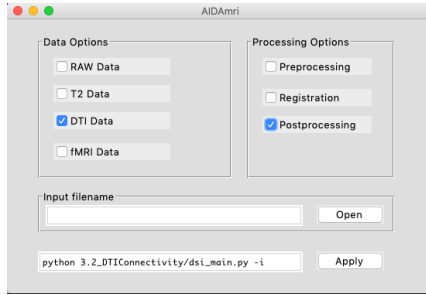 AIDAmri
Data Options
RAW Data
T2 Data
DTI Data
fMRI Data
Processing Options
Preprocessing
Registration
Postprocessing
Input filename
Open
python 3.2_DTIConnectivity/dsi_main.py -i
Apply